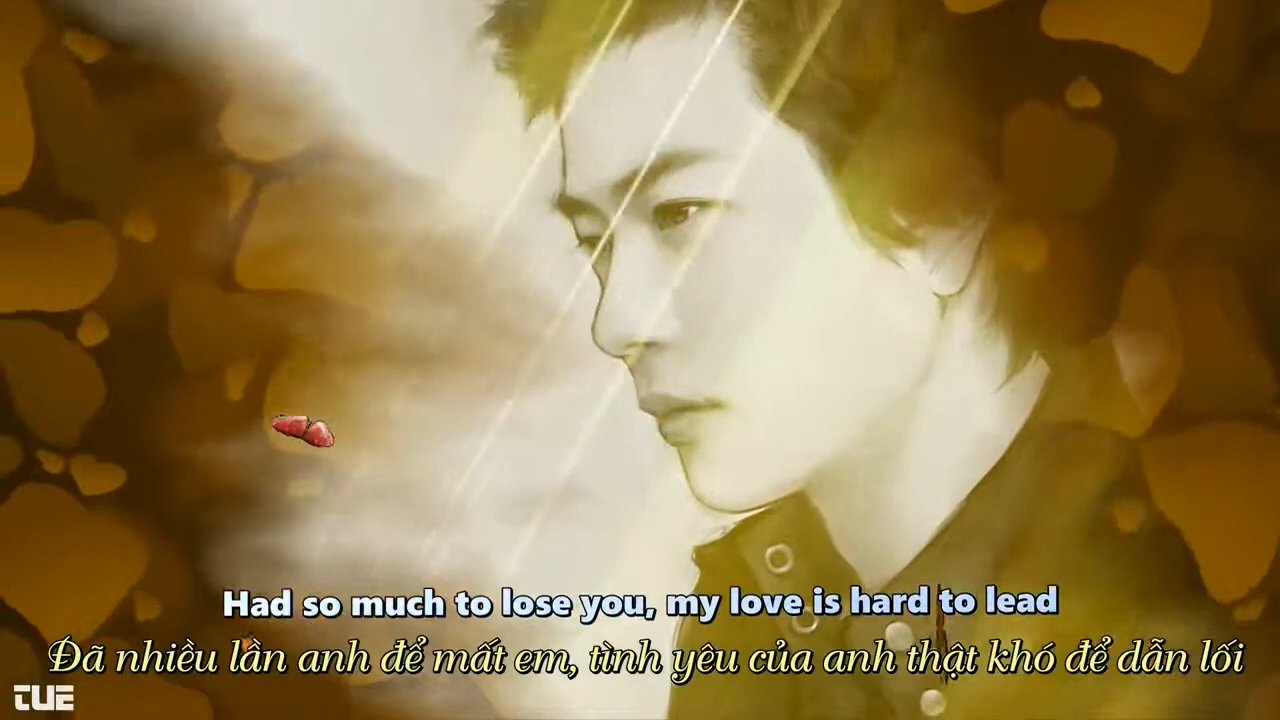 Had so much to lose you, my love is hard to lead
Đã nhiều lần anh để mất em, tình yêu của anh thật khó để dẫn lối
TUE